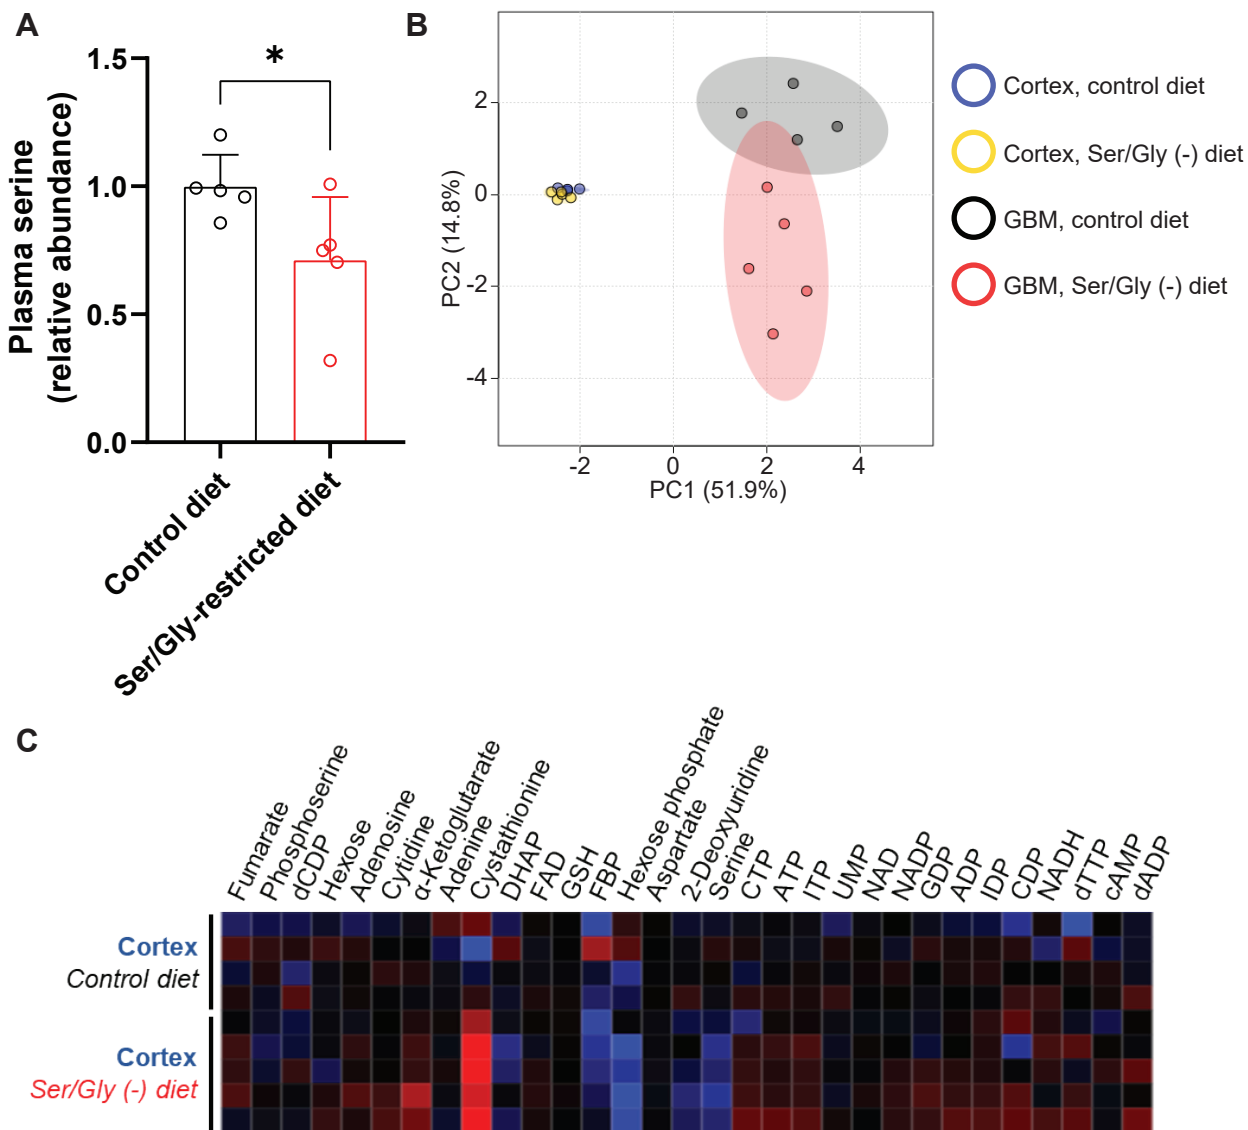 A
Plasma serine
(relative abundance)
1.5
1.0
0.5
0.0
*
Control diet
Ser/Gly-restricted diet
B
PC2 (14.8%)
2
0
-2
-4
-2
0
2
4
PC1 (51.9%)
Cortex, control diet
Cortex, Ser/Gly (-) diet
GBM, control diet
GBM, Ser/Gly (-) diet
C
Fumarate
Phosphoserine
dCDP
Hexose
Adenosine
Cytidine
α-Ketoglutarate
Adenine
Cystathionine
DHAP
FAD
GSH
FBP
Hexose phosphate
Aspartate
2-Deoxyuridine
Serine
CTP
ATP
ITP
UMP
NAD
NADP
GDP
ADP
IDP
CDP
NADH
dTTP
cAMP
dADP
Cortex
Control diet
Cortex
Ser/Gly (-) diet